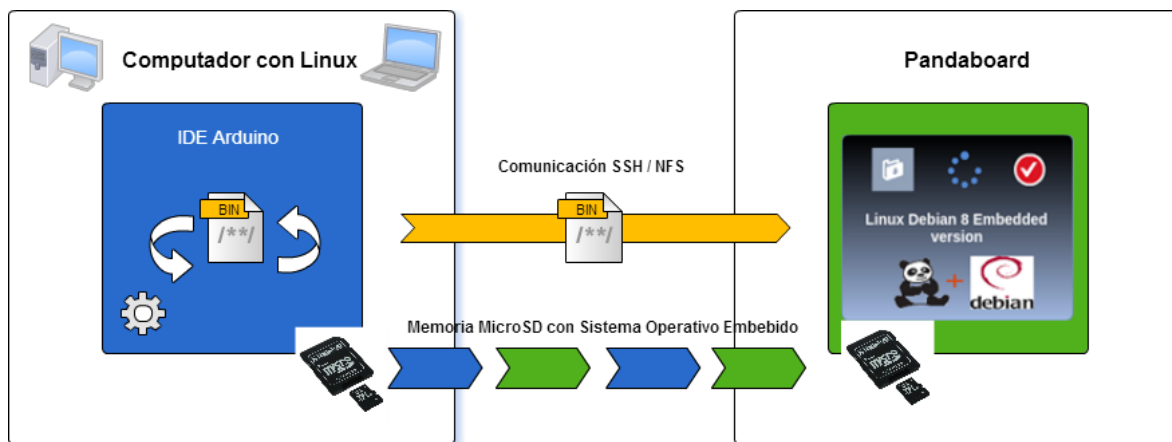 Computador con Linux
Pandaboard
IDE Arduino
BIN
/**/
Comunicación SSH / NFS
BIN
/**/
Linux Debian 8 Embedded
version
debian
Memoria MicroSD con Sistema Operativo Embebido